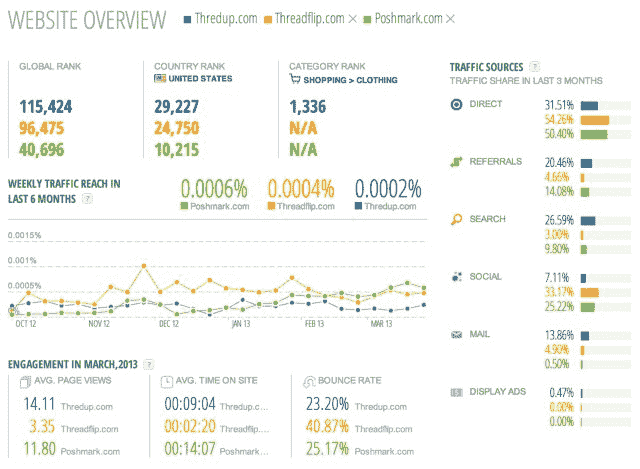 WEBSITE OVERVIEW
Thredup.com Threadflip.com × Poshmark.com ×
GLOBAL RANK
115,424
96,475
40,696
COUNTRY RANK
UNITED STATES
29,227
24,750
10,215
CATEGORY RANK
SHOPPING > CLOTHING
1,336
N/A
N/A
WEEKLY TRAFFIC REACH IN
LAST 6 MONTHS ?
0.0006% 0.0004% 0.0002%
Poshmark.com Threadflip.com Thredup.com
0.0015%
0.001%
0.0005%
OCT'12 NOV'12 DEC'12 JAN'13 FEB'13 MAR'13
ENGAGEMENT IN MARCH,2013 ?
AVG. PAGE VIEWS
14.11 Thredup.com
3.35 Threadflip.com
11.80 Poshmark.com
AVG. TIME ON SITE
00:09:04 Thredup.c...
00:02:20 Threadflip....
00:14:07 Poshmark....
BOUNCE RATE
23.20% Thredup.com
40.87% Threadflip.com
25.17% Poshmark.com
TRAFFIC SOURCES ?
TRAFFIC SHARE IN LAST 3 MONTHS
DIRECT
31.51%
54.26%
50.40%
REFERRALS
20.46%
4.66%
14.08%
SEARCH
26.59%
3.00%
9.80%
SOCIAL
7.11%
33.17%
25.22%
MAIL
13.86%
4.90%
0.50%
DISPLAY ADS
0.47%
0.00%
0.00%